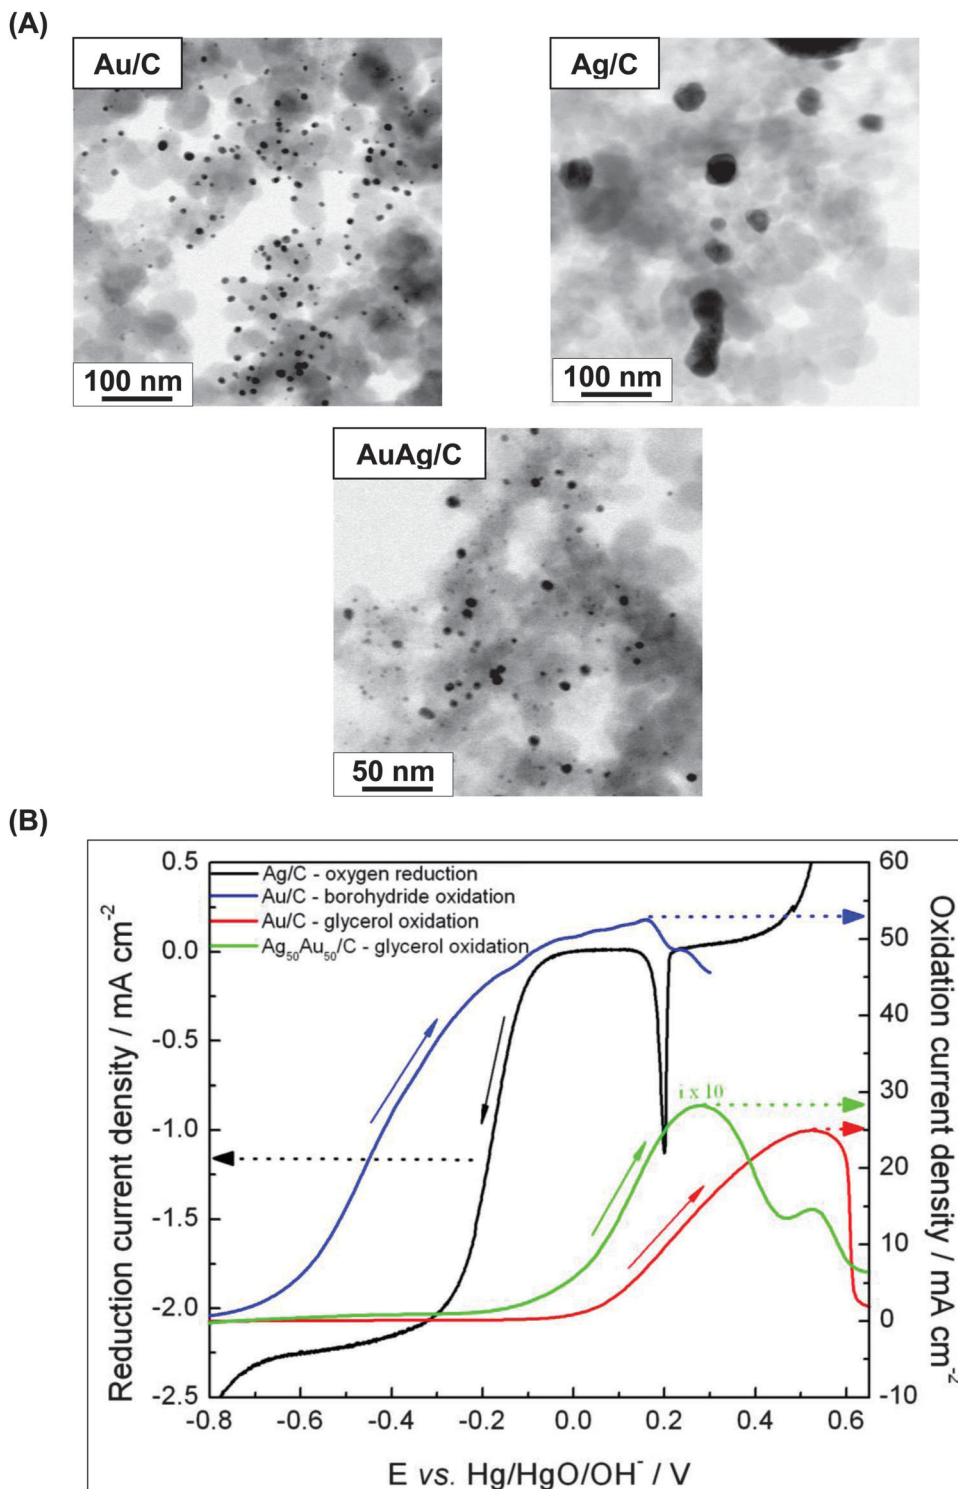 (A)
Au/C
Ag/C
100 nm
100 nm
AuAg/C
50 nm
(B)
Ag/C - oxygen reduction
Au/C - borohydride oxidation
Au/C - glycerol oxidation
Ag₅₀Au₅₀/C - glycerol oxidation
i x 10
Reduction current density / mA cm⁻²
0.5
0.0
-0.5
-1.0
-1.5
-2.0
-2.5
60
50
40
30
20
10
0
-10
Oxidation current density / mA cm⁻²
-0.8 -0.6 -0.4 -0.2 0.0 0.2 0.4 0.6
E vs. Hg/HgO/OH⁻ / V